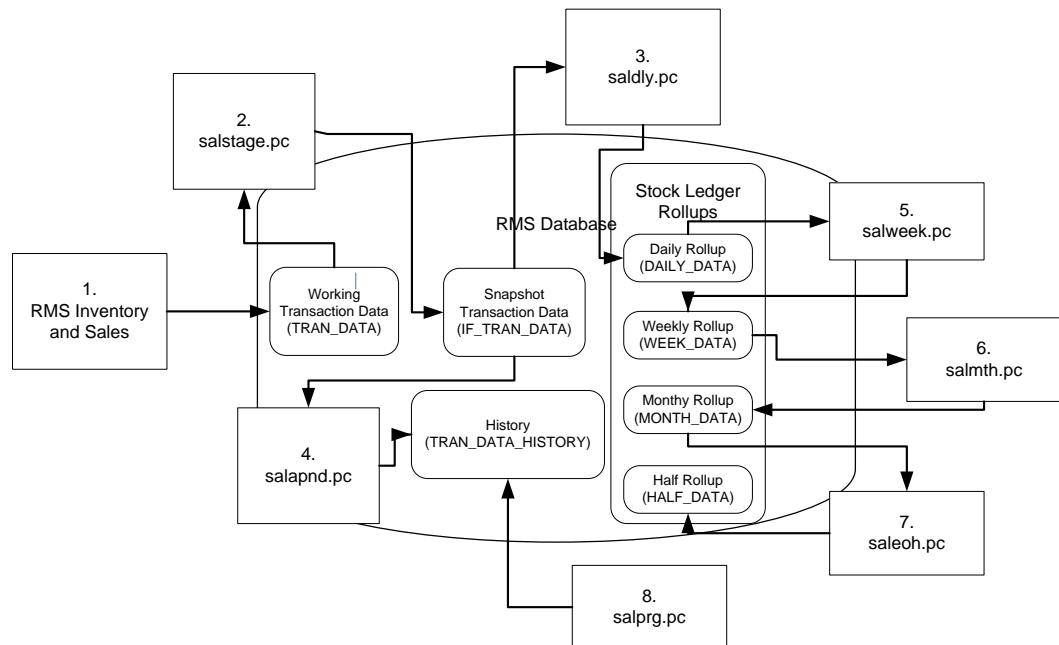 3.
saldly.pc
2.
salstage.pc
Stock Ledger
Rollups
RMS Database
5.
salweek.pc
Daily Rollup
(DAILY_DATA)
1.
RMS Inventory
and Sales
Working
Transaction Data
(TRAN_DATA)
Snapshot
Transaction Data
(IF_TRAN_DATA)
Weekly Rollup
(WEEK_DATA)
6.
salmth.pc
Monthy Rollup
(MONTH_DATA)
4.
salapnd.pc
History
(TRAN_DATA_HISTORY)
Half Rollup
(HALF_DATA)
7.
saleoh.pc
8.
salprg.pc